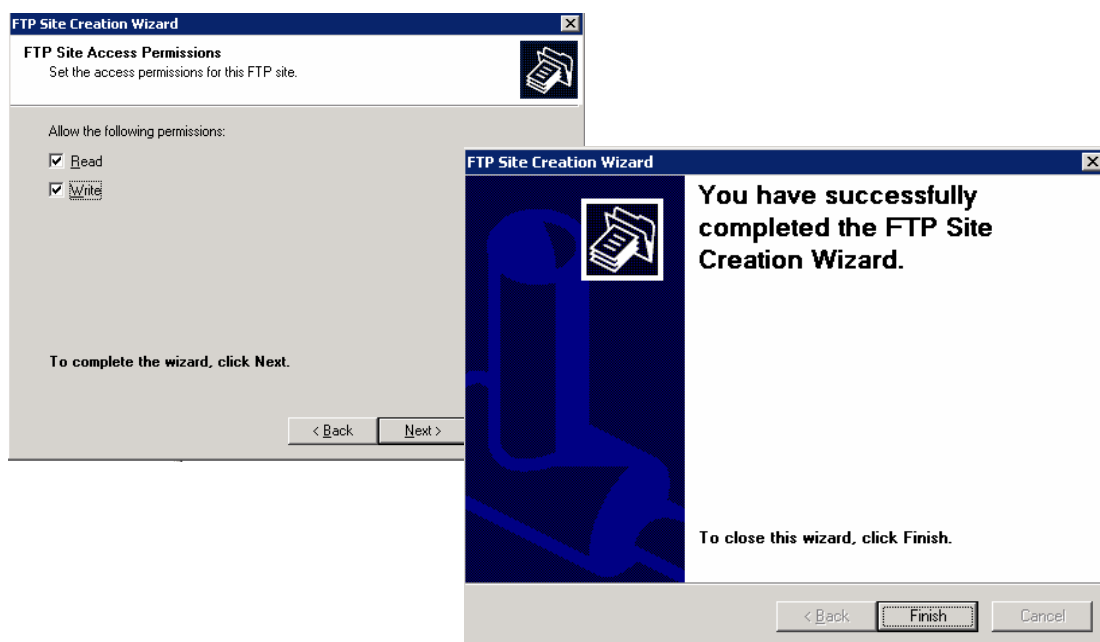 FTP Site Creation Wizard
FTP Site Access Permissions
Set the access permissions for this FTP site.
Allow the following permissions:
Read
Write
To complete the wizard, click Next.
< Back
Next >
FTP Site Creation Wizard
You have successfully
completed the FTP Site
Creation Wizard.
To close this wizard, click Finish.
< Back
Finish
Cancel